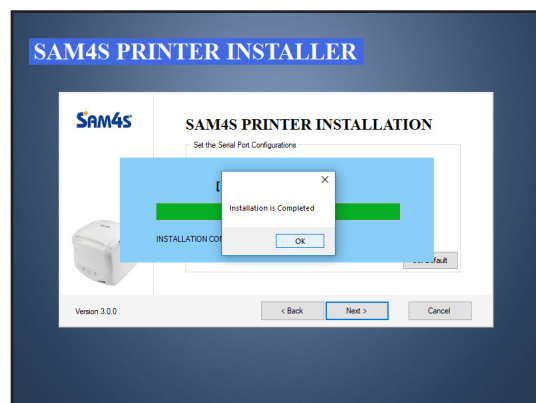 SAM4S PRINTER INSTALLER
SAM4S
SAM4S PRINTER INSTALLATION
Set the Serial Port Configurations
[
Installation is Completed
INSTALLATION COM
OK
Version 3.0.0
< Back
Next >
Cancel